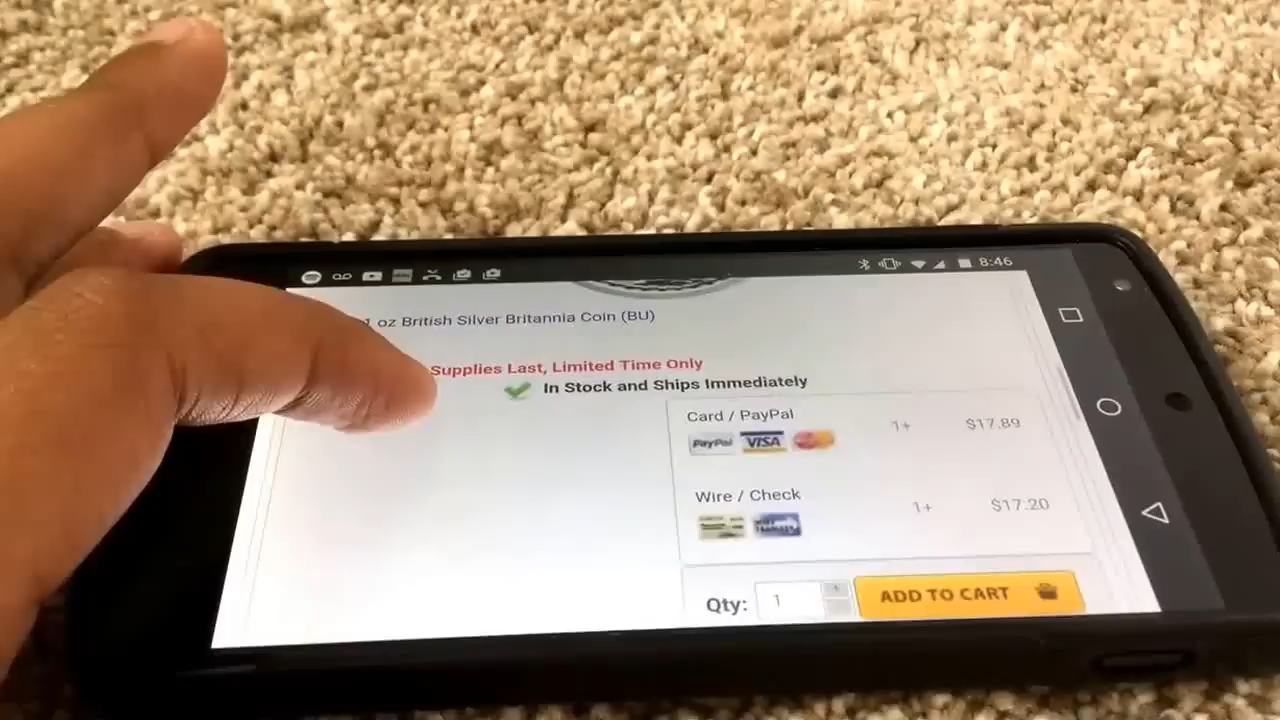 8:46
1 oz British Silver Britannia Coin (BU)
Supplies Last, Limited Time Only
In Stock and Ships Immediately
Card / PayPal
1+ $17.89
PayPal VISA
Wire / Check
1+ $17.20
Qty: 1 + ADD TO CART